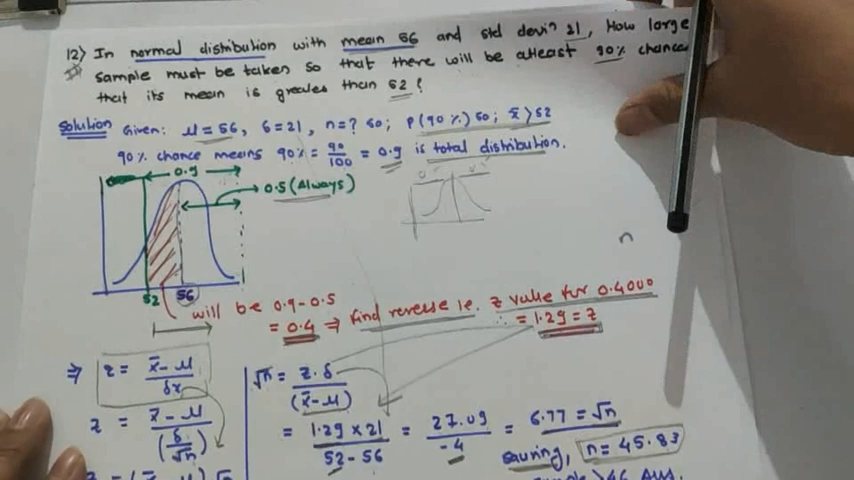 12) In normal distribution with mean 56 and std devi? 21, How large
sample must be taken so that there will be atleast 90% chances
that its mean is greater than 52?
Solution Given: μ=56, σ=21, n=? so; P(90%) so; x̄>52
90% chance means 90% = 90/100 = 0.9 is total distribution.
0.9
0.5 (Always)
52 56
will be 0.9-0.5
= 0.4 ⇒ find reverse i.e. z value for 0.4000
∴ = 1.29 = z
n
⇒ z = x̄-μ/σx
z = x̄-μ/(σ/√n)
√n = z.σ/(x̄-μ)
= 1.29 x 21/52-56 = 27.09/-4 = 6.77 = √n
n = 45.83
>46 Ans.